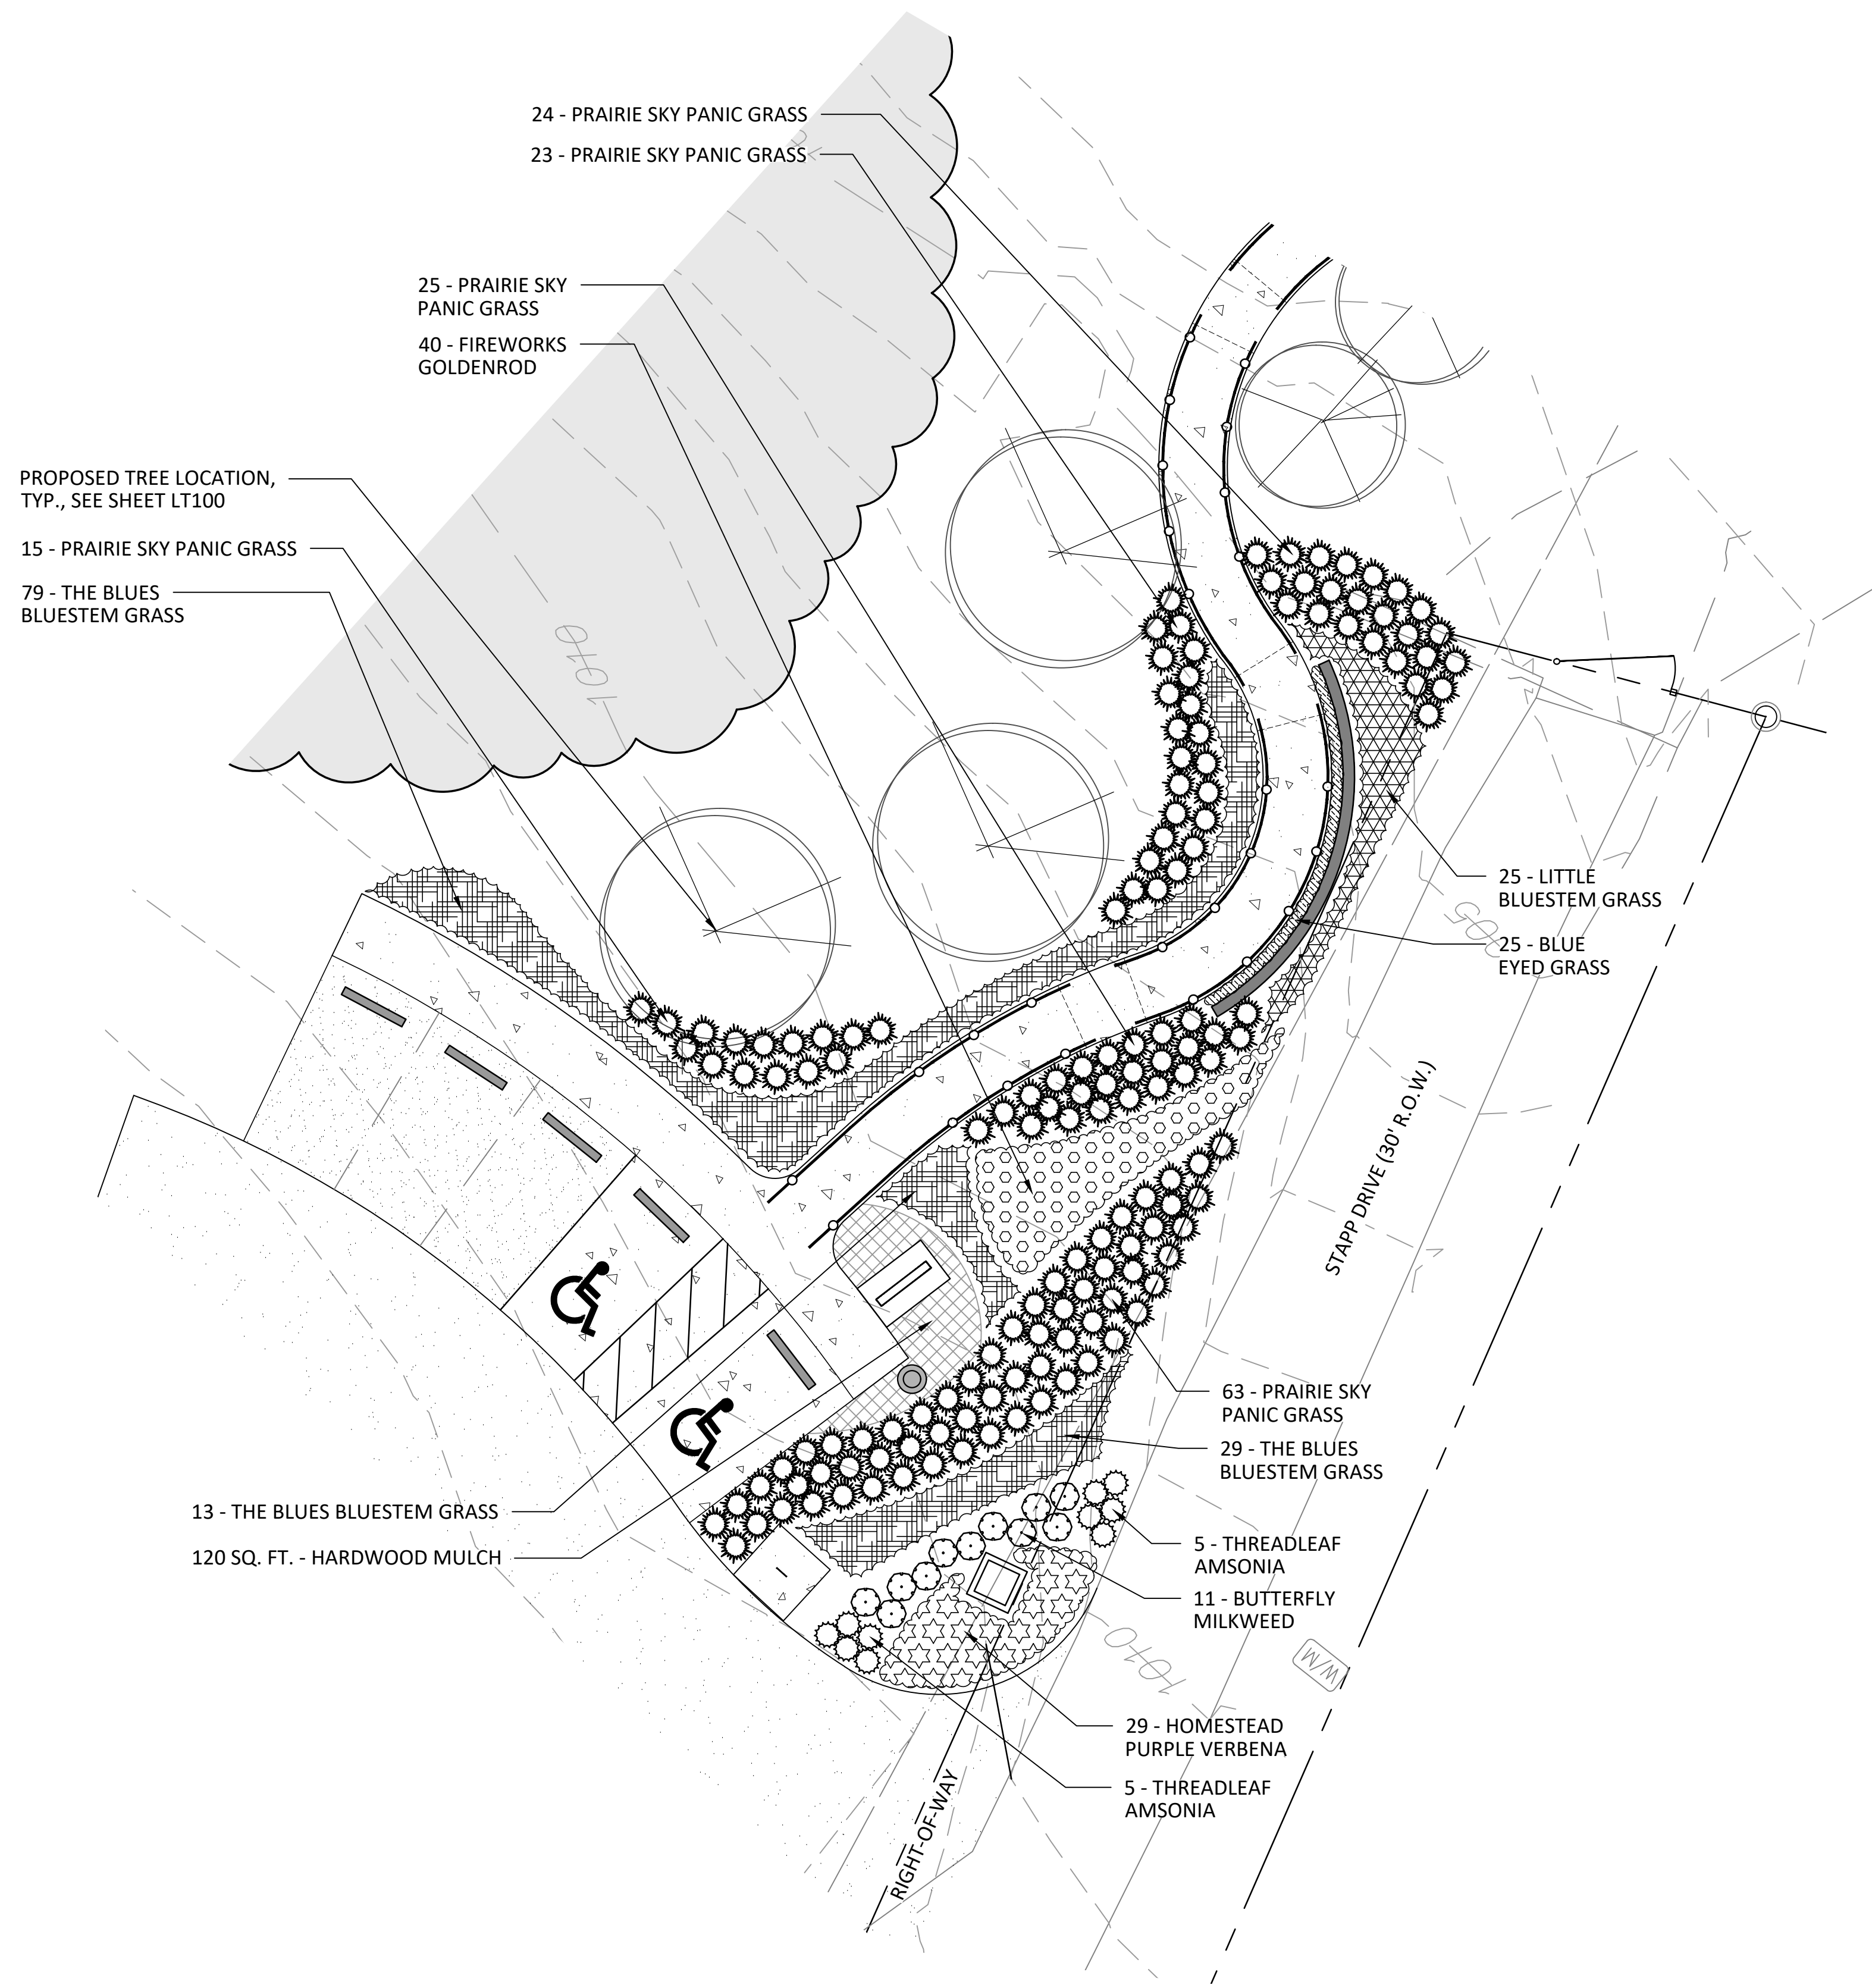 24 - PRAIRIE SKY PANIC GRASS
23 - PRAIRIE SKY PANIC GRASS
25 - PRAIRIE SKY
PANIC GRASS
40 - FIREWORKS
GOLDENROD
PROPOSED TREE LOCATION,
TYP., SEE SHEET LT100
15 - PRAIRIE SKY PANIC GRASS
79 - THE BLUES
BLUESTEM GRASS
1010
25 - LITTLE
BLUESTEM GRASS
25 - BLUE
EYED GRASS
STAPP DRIVE (30' R.O.W.)
63 - PRAIRIE SKY
PANIC GRASS
29 - THE BLUES
BLUESTEM GRASS
13 - THE BLUES BLUESTEM GRASS
120 SQ. FT. - HARDWOOD MULCH
5 - THREADLEAF
AMSONIA
11 - BUTTERFLY
MILKWEED
W/W
29 - HOMESTEAD
PURPLE VERBENA
5 - THREADLEAF
AMSONIA
RIGHT-OF-WAY